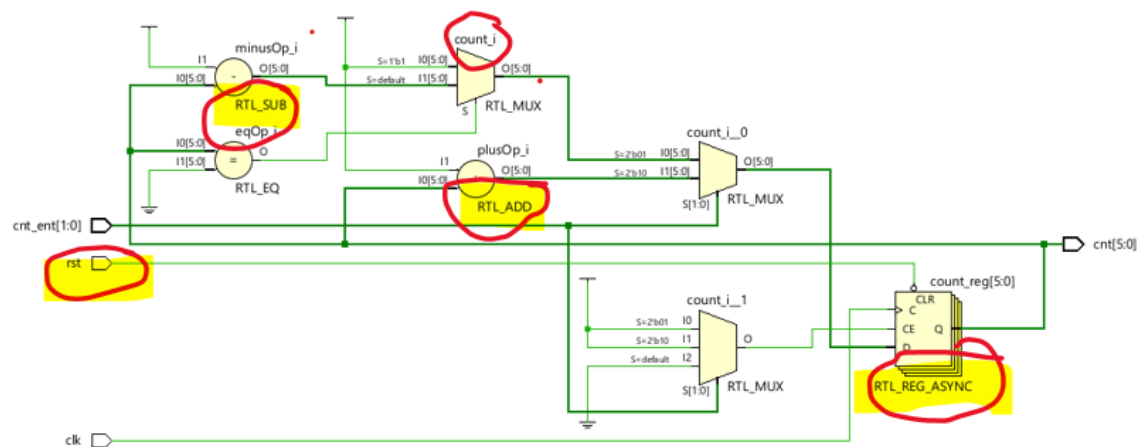 minusOp_i
I1
I0[5:0]
O[5:0]
-
RTL_SUB
count_i
S=1'b1
I0[5:0]
S=default
I1[5:0]
O[5:0]
S
RTL_MUX
eqOp_i
I0[5:0]
I1[5:0]
O
=
RTL_EQ
plusOp_i
I1
I0[5:0]
O[5:0]
RTL_ADD
count_i__0
S=2'b01
I0[5:0]
S=2'b10
I1[5:0]
O[5:0]
S[1:0]
RTL_MUX
cnt_ent[1:0]
cnt[5:0]
rst
count_i__1
S=2'b01
I0
S=2'b10
I1
S=default
I2
O
S[1:0]
RTL_MUX
count_reg[5:0]
CLR
C
CE
Q
D
RTL_REG_ASYNC
clk